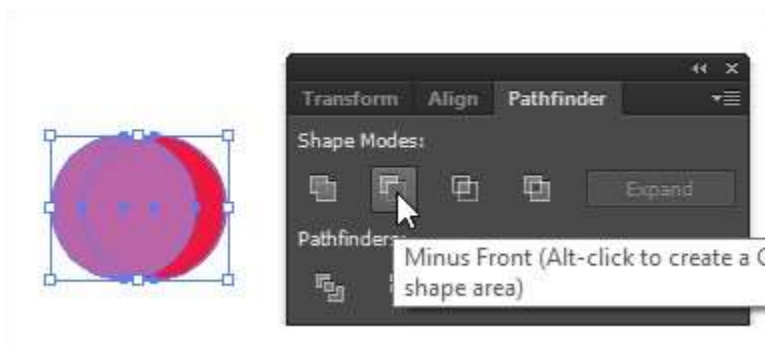 Transform Align Pathfinder
Shape Modes:
Expand
Pathfinders:
Minus Front (Alt-click to create a
shape area)